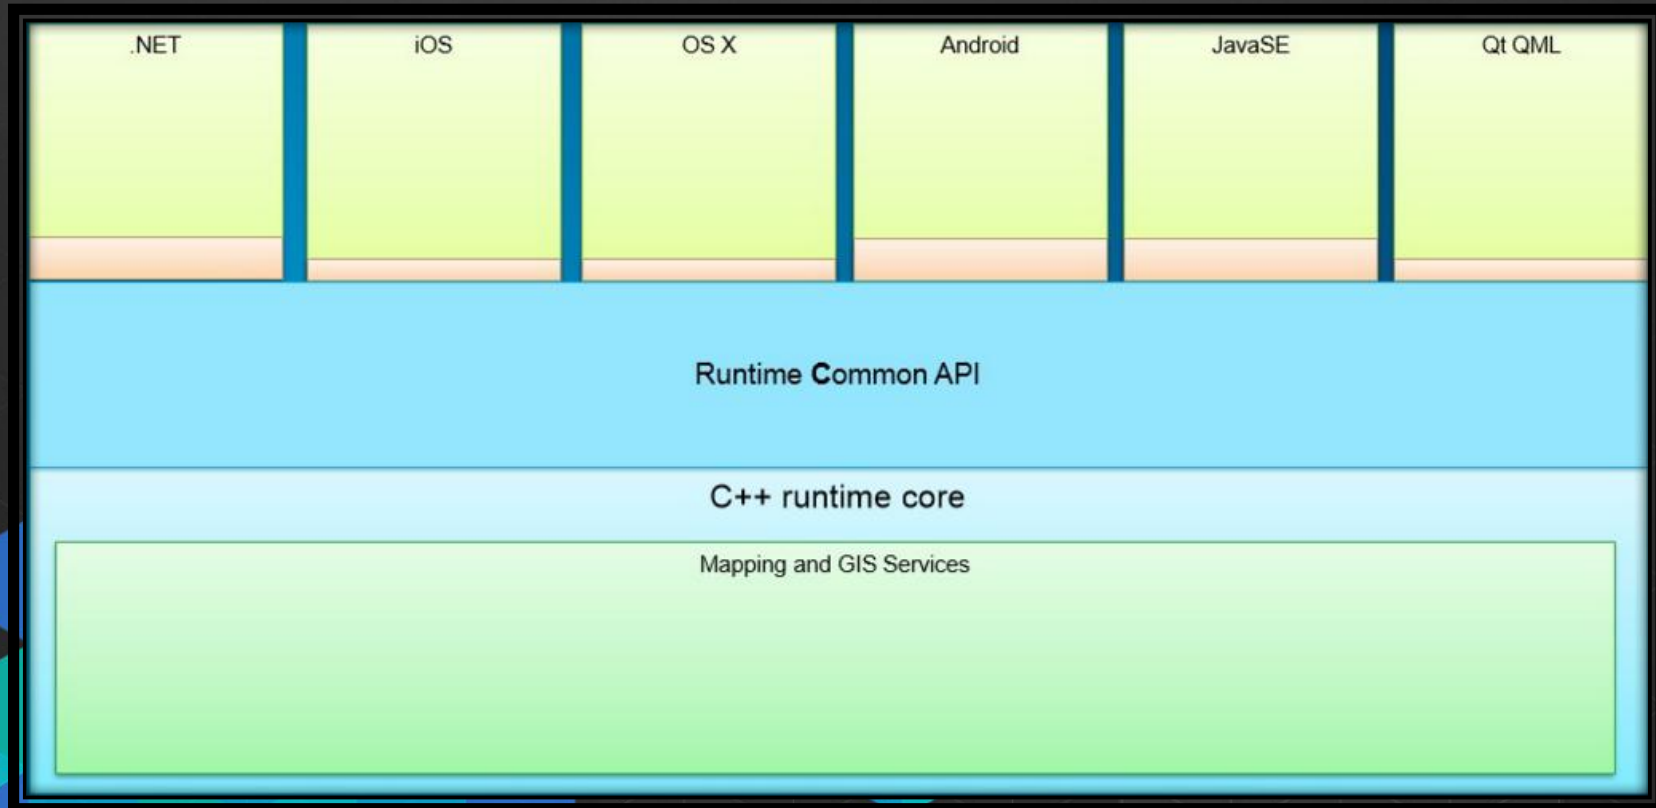 .NET
iOS
OS X
Android
JavaSE
Qt QML
Runtime Common API
C++ runtime core
Mapping and GIS Services